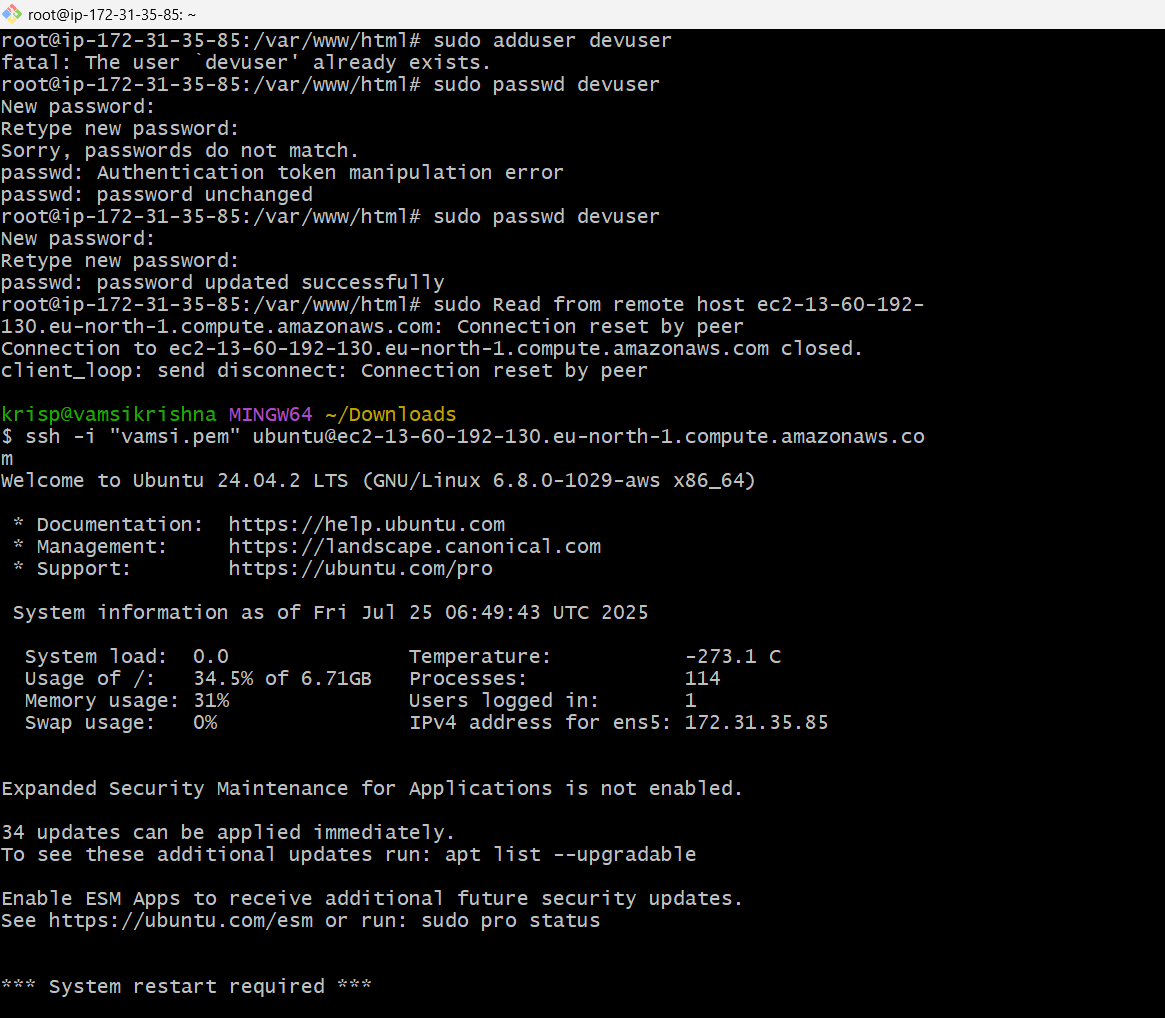 root@ip-172-31-35-85: ~
root@ip-172-31-35-85:/var/www/html# sudo adduser devuser
fatal: The user `devuser' already exists.
root@ip-172-31-35-85:/var/www/html# sudo passwd devuser
New password:
Retype new password:
Sorry, passwords do not match.
passwd: Authentication token manipulation error
passwd: password unchanged
root@ip-172-31-35-85:/var/www/html# sudo passwd devuser
New password:
Retype new password:
passwd: password updated successfully
root@ip-172-31-35-85:/var/www/html# sudo Read from remote host ec2-13-60-192-
130.eu-north-1.compute.amazonaws.com: Connection reset by peer
Connection to ec2-13-60-192-130.eu-north-1.compute.amazonaws.com closed.
client_loop: send disconnect: Connection reset by peer
krisp@vamsikrishna MINGW64 ~/Downloads
$ ssh -i "vamsi.pem" ubuntu@ec2-13-60-192-130.eu-north-1.compute.amazonaws.co
m
Welcome to Ubuntu 24.04.2 LTS (GNU/Linux 6.8.0-1029-aws x86_64)
* Documentation:  https://help.ubuntu.com
* Management:     https://landscape.canonical.com
* Support:        https://ubuntu.com/pro
System information as of Fri Jul 25 06:49:43 UTC 2025
System load:  0.0               Temperature:           -273.1 C
Usage of /:   34.5% of 6.71GB   Processes:             114
Memory usage: 31%               Users logged in:       1
Swap usage:   0%                IPv4 address for ens5: 172.31.35.85
Expanded Security Maintenance for Applications is not enabled.
34 updates can be applied immediately.
To see these additional updates run: apt list --upgradable
Enable ESM Apps to receive additional future security updates.
See https://ubuntu.com/esm or run: sudo pro status
*** System restart required ***